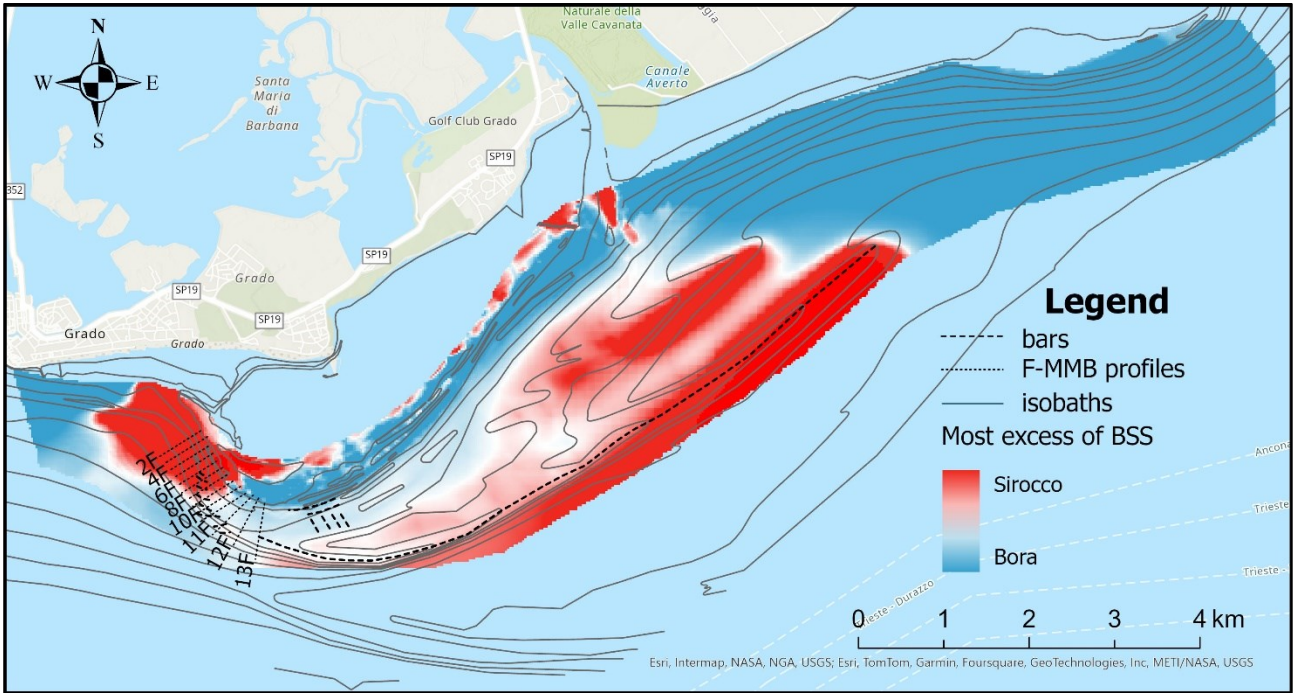 Naturale della
Valle Cavanata
N
W E
S
Santa
Maria
di
Barbana
Canale
Averto
Golf Club Grado
SP19
352
SP19
Grado
SP19
SP19
Grado
Grado
Legend
bars
F-MMB profiles
isobaths
Most excess of BSS
Sirocco
Bora
2F
4F
6F
8F
10F
11F
12F
13F
Ancona
Trieste
Trieste -
Trieste - Durazzo
0 1 2 3 4 km
Esri, Intermap, NASA, NGA, USGS; Esri, TomTom, Garmin, Foursquare, GeoTechnologies, Inc, METI/NASA, USGS